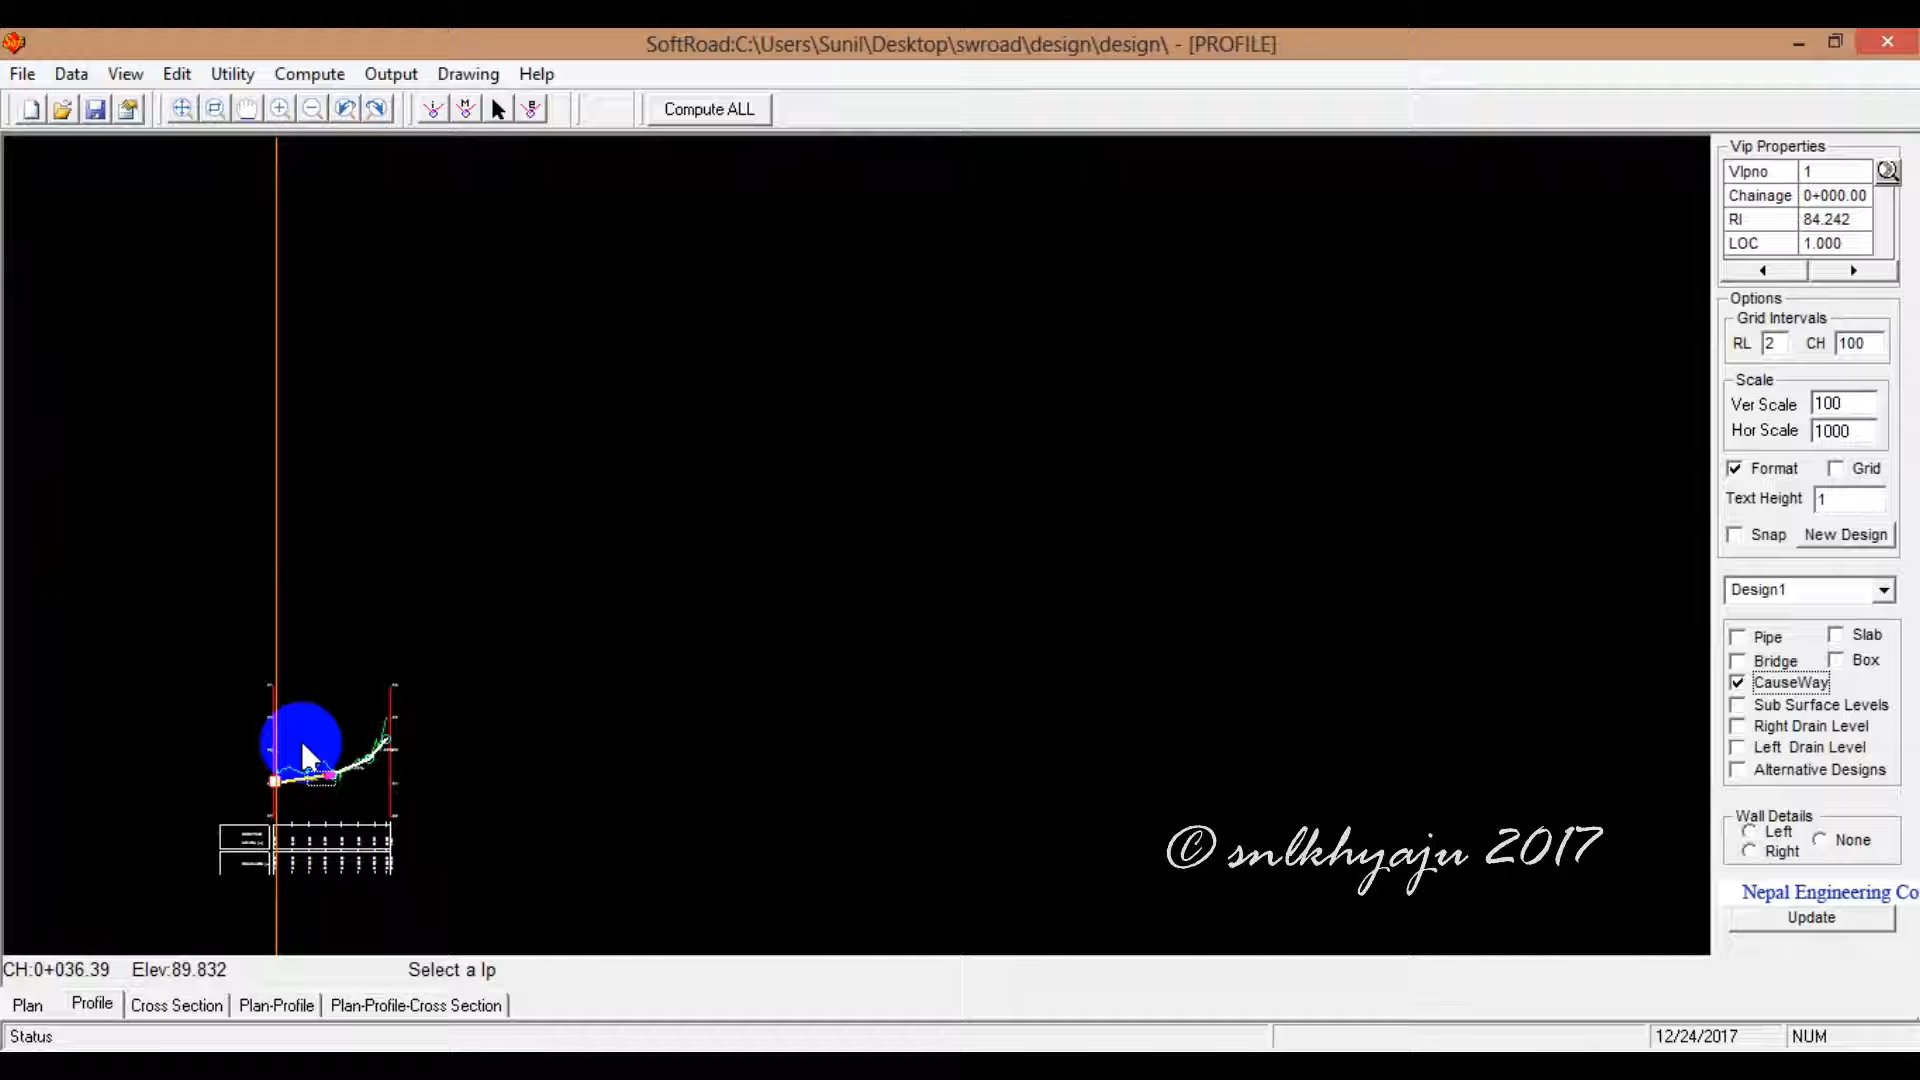 SoftRoad:C:\Users\Sunil\Desktop\swroad\design\design\ - [PROFILE]
File Data View Edit Utility Compute Output Drawing Help
Compute ALL
Vip Properties
VIpno 1
Chainage 0+000.00
Rl 84.242
LOC 1.000
Options
Grid Intervals
RL 2 CH 100
Scale
Ver Scale 100
Hor Scale 1000
Format Grid
Text Height 1
Snap New Design
Design1
Pipe Slab
Bridge Box
CauseWay
Sub Surface Levels
Right Drain Level
Left Drain Level
Alternative Designs
Wall Details
Left
Right
None
Nepal Engineering Co
Update
© snlkhyaju 2017
CH:0+036.39 Elev:89.832 Select a Ip
Plan Profile Cross Section Plan-Profile Plan-Profile-Cross Section
Status 12/24/2017 NUM